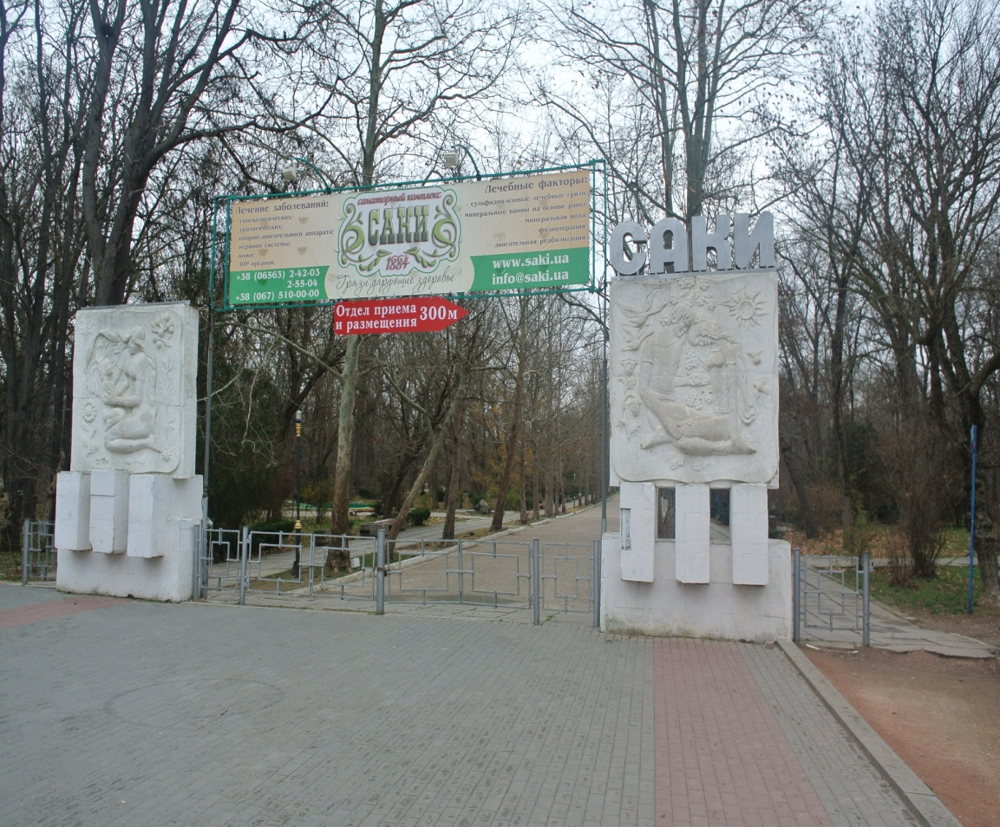 Лечение заболеваний:
гинекологических;
урологических;
опорно-двигательного аппарата;
нервной системы;
кожи;
ЛОР-органов.
+38 (06563) 2-42-03
2-55-04
+38 (067) 510-00-00
санаторный комплекс
САКИ
1884
Грязи, дарующие здоровье
Лечебные факторы:
сульфидно-иловые лечебные грязи;
минеральные ванны на основе рапы;
- минеральная вода;
- физиотерапия;
- двигательная реабилитация.
www.saki.ua
info@saki.ua
Отдел приема
и размещения 300м
САКИ